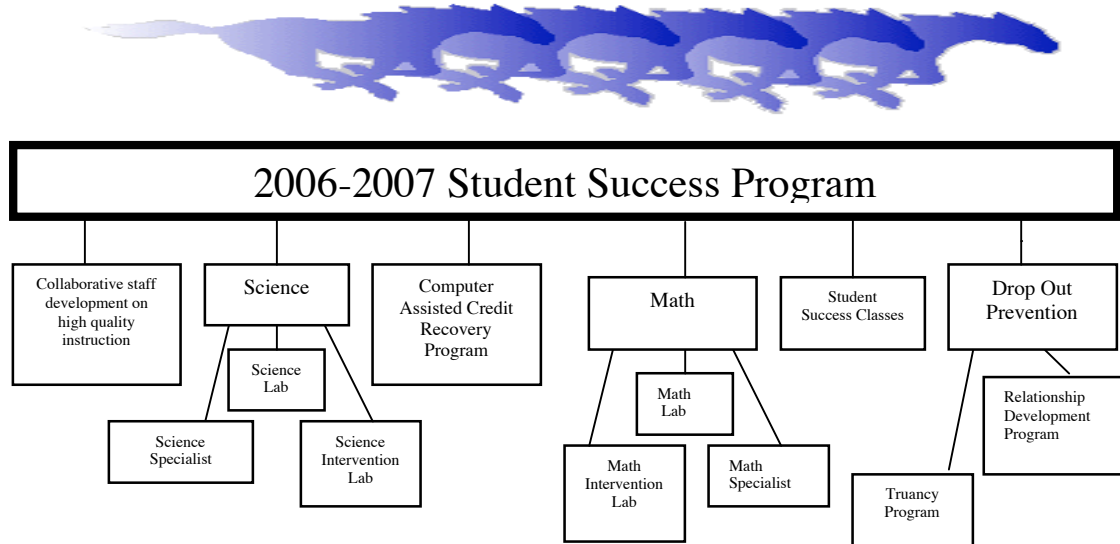 2006-2007 Student Success Program
Collaborative staff
development on
high quality
instruction
Science
Science
Lab
Science
Specialist
Science
Intervention
Lab
Computer
Assisted Credit
Recovery
Program
Math
Math
Lab
Math
Intervention
Lab
Math
Specialist
Student
Success Classes
Drop Out
Prevention
Relationship
Development
Program
Truancy
Program